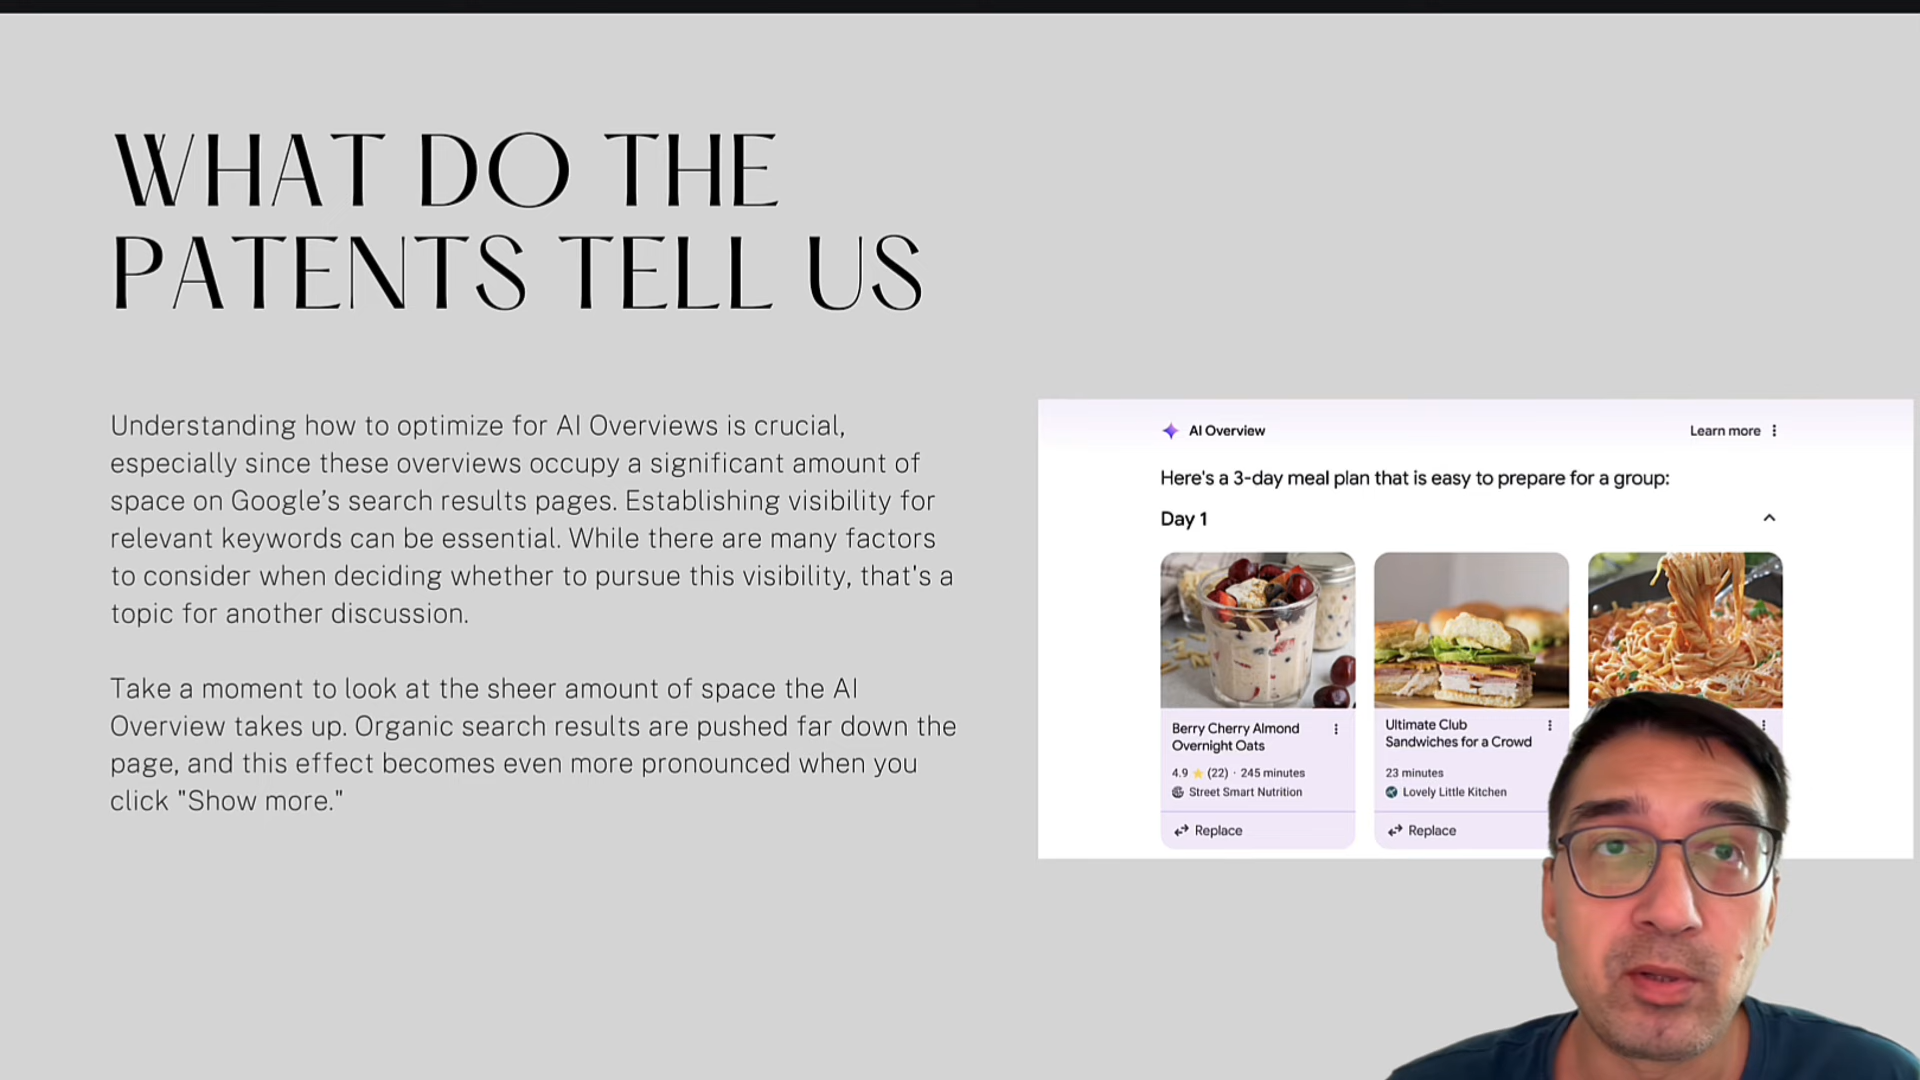 WHAT DO THE
PATENTS TELL US
Understanding how to optimize for AI Overviews is crucial,
especially since these overviews occupy a significant amount of
space on Google’s search results pages. Establishing visibility for
relevant keywords can be essential. While there are many factors
to consider when deciding whether to pursue this visibility, that's a
topic for another discussion.
Take a moment to look at the sheer amount of space the AI
Overview takes up. Organic search results are pushed far down the
page, and this effect becomes even more pronounced when you
click "Show more."
AI Overview
Learn more
Here's a 3-day meal plan that is easy to prepare for a group:
Day 1
Berry Cherry Almond
Overnight Oats
4.9 ⭐ (22) · 245 minutes
Street Smart Nutrition
Replace
Ultimate Club
Sandwiches for a Crowd
23 minutes
Lovely Little Kitchen
Replace